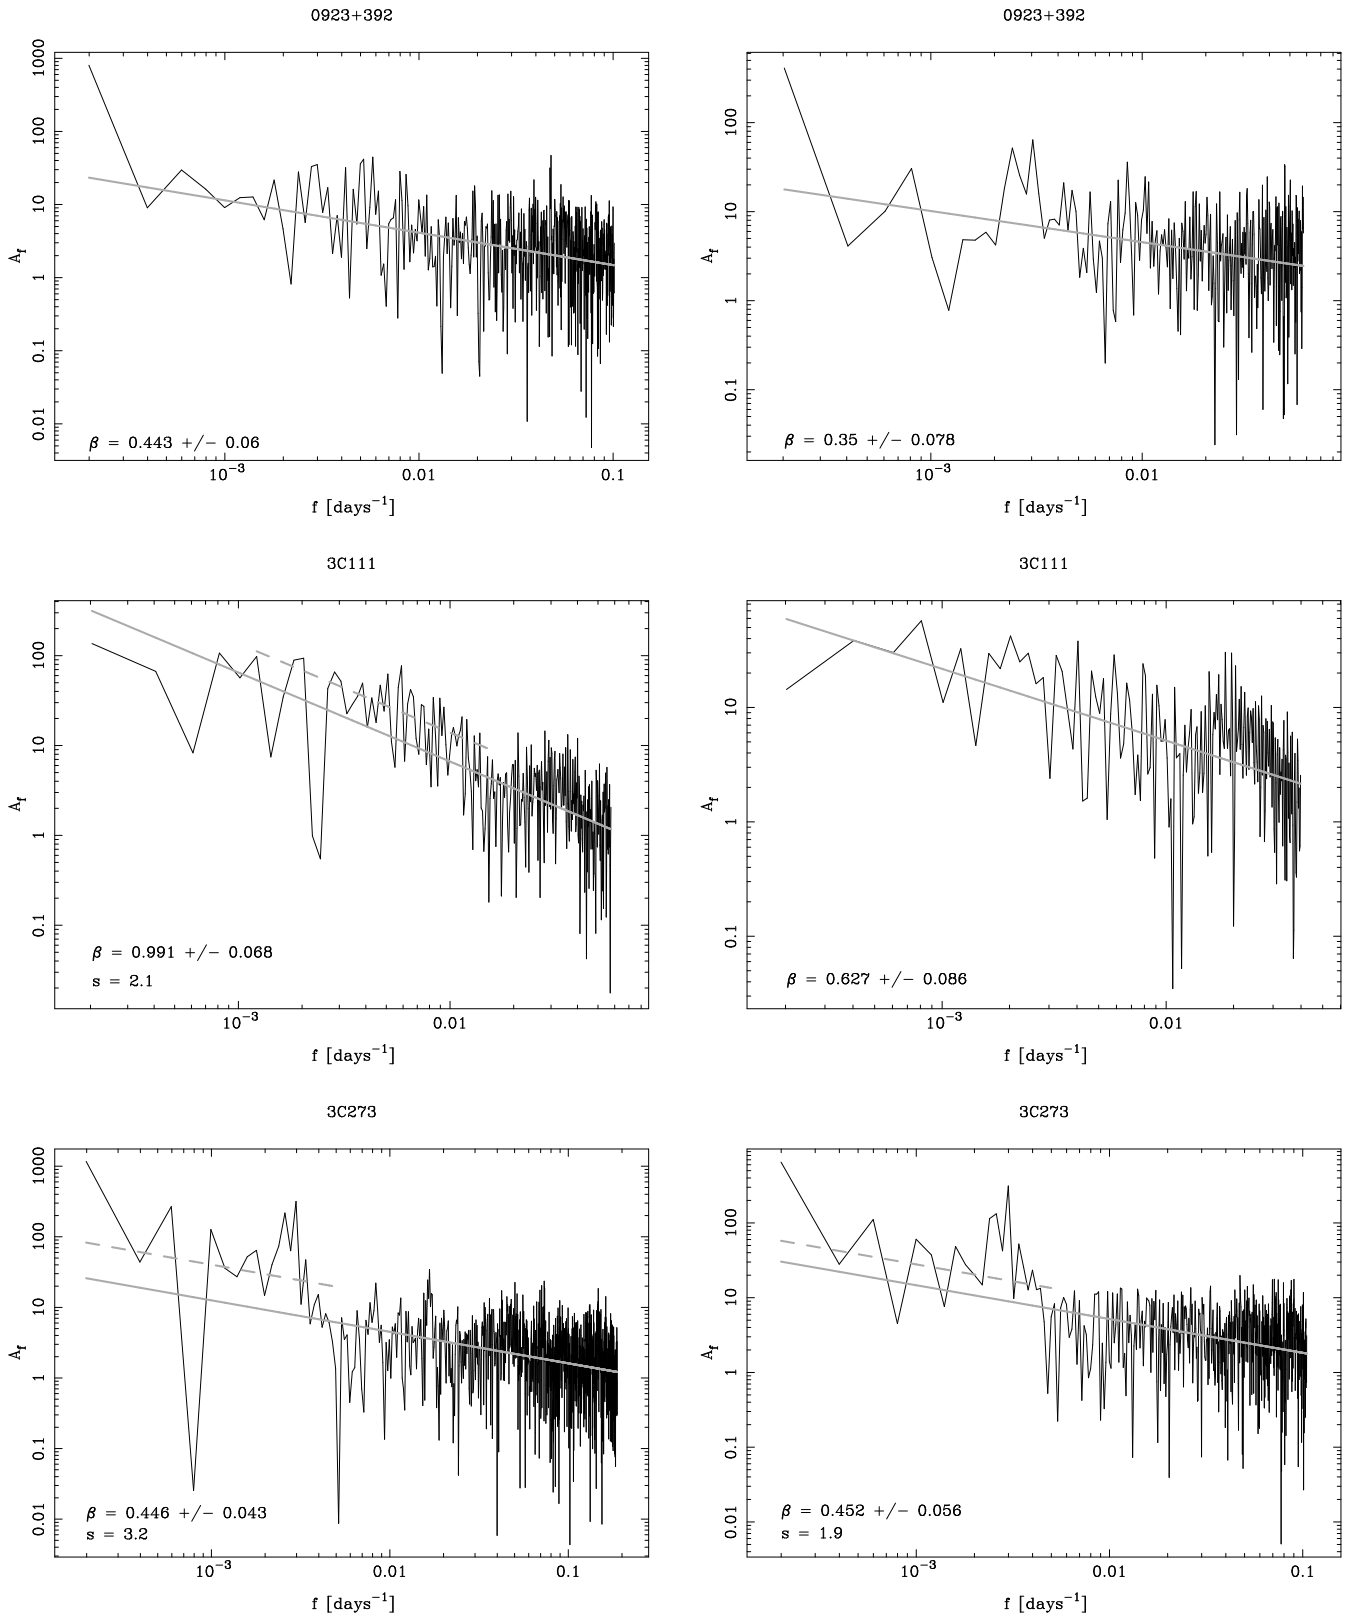 0923+392
1000
100
10
1
0.1
0.01
A_f
β = 0.443 +/− 0.06
10⁻³ 0.01 0.1
f [days⁻¹]
0923+392
100
10
1
0.1
A_f
β = 0.35 +/− 0.078
10⁻³ 0.01
f [days⁻¹]
3C111
100
10
1
0.1
A_f
β = 0.991 +/− 0.068
s = 2.1
10⁻³ 0.01
f [days⁻¹]
3C111
10
1
0.1
A_f
β = 0.627 +/− 0.086
10⁻³ 0.01
f [days⁻¹]
3C273
1000
100
10
1
0.1
0.01
A_f
β = 0.446 +/− 0.043
s = 3.2
10⁻³ 0.01 0.1
f [days⁻¹]
3C273
100
10
1
0.1
0.01
A_f
β = 0.452 +/− 0.056
s = 1.9
10⁻³ 0.01 0.1
f [days⁻¹]